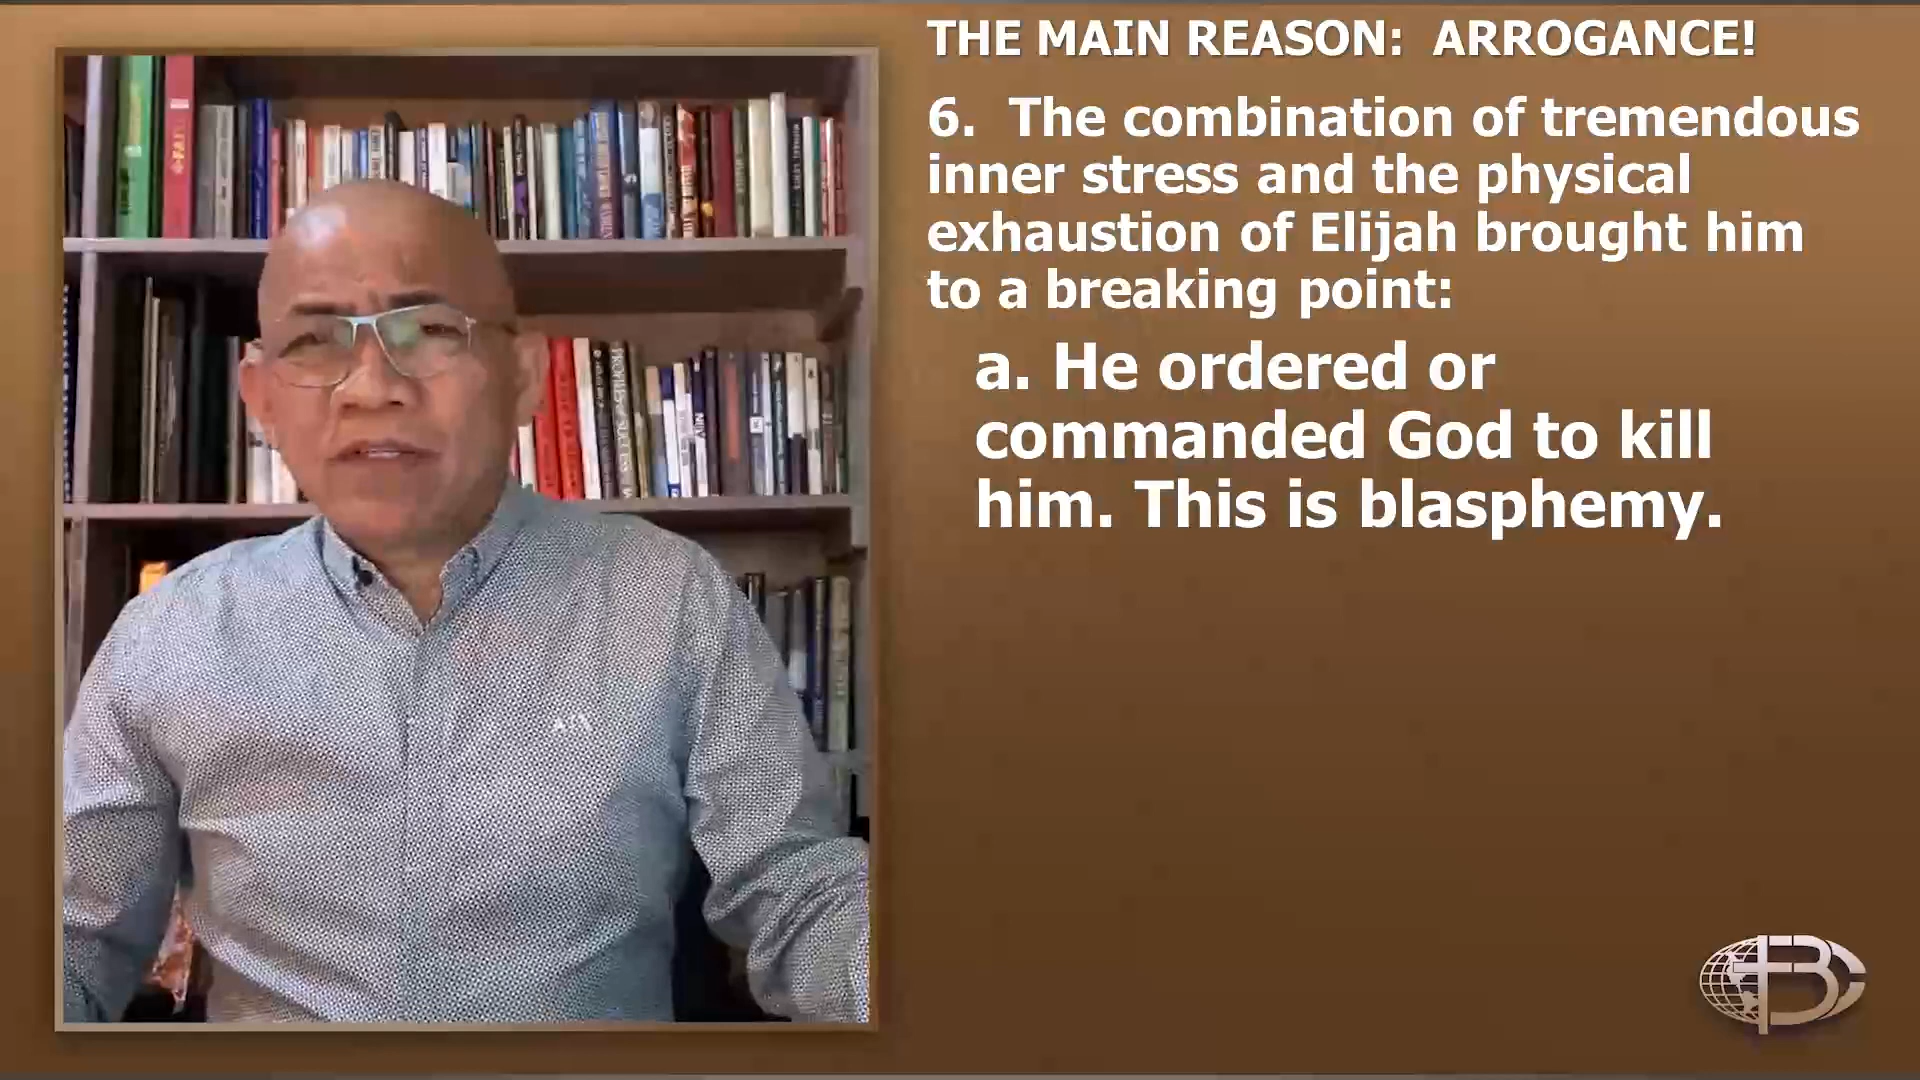 THE MAIN REASON:  ARROGANCE!
6.  The combination of tremendous
inner stress and the physical
exhaustion of Elijah brought him
to a breaking point:
a. He ordered or
commanded God to kill
him. This is blasphemy.